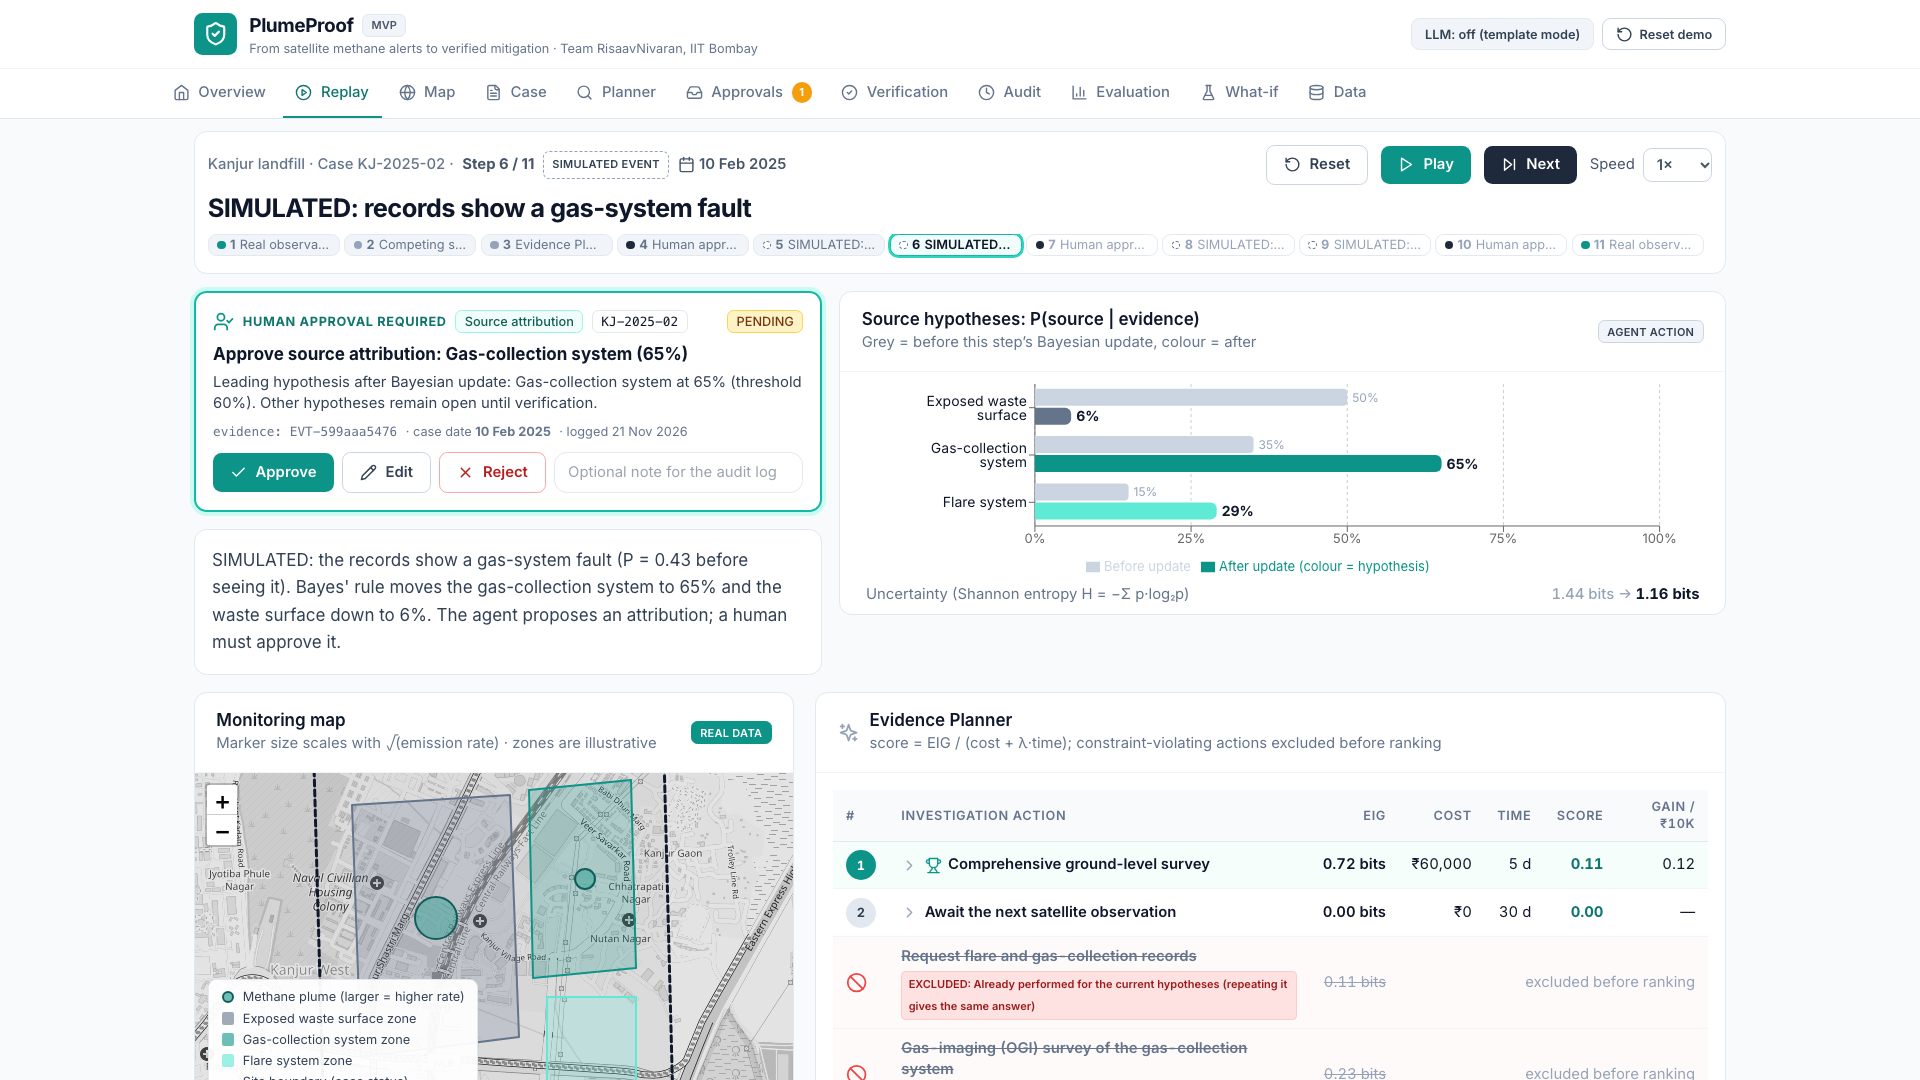 PlumeProof MVP
From satellite methane alerts to verified mitigation · Team RisaavNivaran, IIT Bombay
LLM: off (template mode)
Reset demo
Overview
Replay
Map
Case
Planner
Approvals 1
Verification
Audit
Evaluation
What-if
Data
Kanjur landfill · Case KJ-2025-02 · Step 6 / 11 SIMULATED EVENT 10 Feb 2025
Reset
Play
Next
Speed 1×
SIMULATED: records show a gas-system fault
1 Real observa...
2 Competing s...
3 Evidence Pl...
4 Human appr...
5 SIMULATED:...
6 SIMULATED...
7 Human appr...
8 SIMULATED:...
9 SIMULATED:...
10 Human app...
11 Real observ...
HUMAN APPROVAL REQUIRED Source attribution KJ-2025-02 PENDING
Approve source attribution: Gas-collection system (65%)
Leading hypothesis after Bayesian update: Gas-collection system at 65% (threshold
60%). Other hypotheses remain open until verification.
evidence: EVT-599aaa5476 · case date 10 Feb 2025 · logged 21 Nov 2026
Approve
Edit
Reject
Optional note for the audit log
SIMULATED: the records show a gas-system fault (P = 0.43 before
seeing it). Bayes' rule moves the gas-collection system to 65% and the
waste surface down to 6%. The agent proposes an attribution; a human
must approve it.
Source hypotheses: P(source | evidence)
Grey = before this step's Bayesian update, colour = after
AGENT ACTION
Exposed waste
surface
50%
6%
Gas-collection
system
35%
65%
Flare system
15%
29%
0% 25% 50% 75% 100%
Before update After update (colour = hypothesis)
Uncertainty (Shannon entropy H = −Σ p·log₂p) 1.44 bits → 1.16 bits
Monitoring map
Marker size scales with √(emission rate) · zones are illustrative
REAL DATA
+
−
Jyotiba Phule
Nagar
Naval Civilian
Housing
Colony
Babi Dhun Marg
Veer Savarkar Road
Kanjur Gaon
Trolley Line Rd
Chhatrapati
Nagar
Nutan Nagar
Kanjur Village Road
Kanjur West
Methane plume (larger = higher rate)
Exposed waste surface zone
Gas-collection system zone
Flare system zone
Evidence Planner
score = EIG / (cost + λ·time); constraint-violating actions excluded before ranking
# INVESTIGATION ACTION EIG COST TIME SCORE GAIN /
₹10K
1 Comprehensive ground-level survey 0.72 bits ₹60,000 5 d 0.11 0.12
2 Await the next satellite observation 0.00 bits ₹0 30 d 0.00 —
Request flare and gas-collection records
EXCLUDED: Already performed for the current hypotheses (repeating it
gives the same answer)
0.11 bits excluded before ranking
Gas-imaging (OGI) survey of the gas-collection
system
0.23 bits excluded before ranking